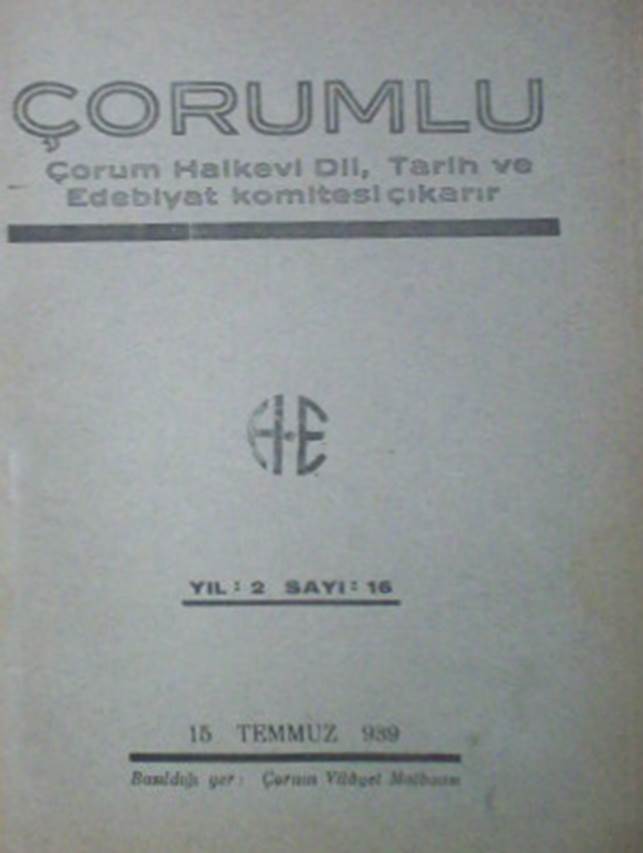 ÇORUMLU
Çorum Halkevi Dil, Tarih ve
Edebiyat komitesi çıkarır
H·E
YIL: 2 SAYI: 16
15 TEMMUZ 939
Basıldığı yer: Çorum Vilâyet Matbaası